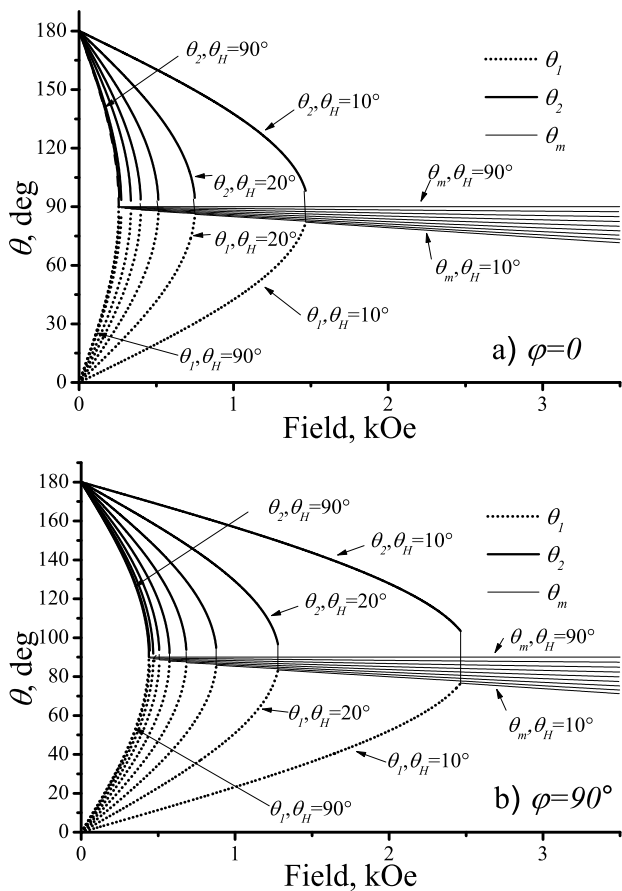 180
150
120
90
60
30
0
θ, deg
θ2,θH=90°
θ2,θH=10°
θ2,θH=20°
θ1,θH=20°
θ1,θH=10°
θ1,θH=90°
θm,θH=90°
θm,θH=10°
θ1
θ2
θm
a) φ=0
0 1 2 3
Field, kOe
180
160
140
120
100
80
60
40
20
0
θ, deg
θ2,θH=90°
θ2,θH=10°
θ2,θH=20°
θ1,θH=20°
θ1,θH=10°
θ1,θH=90°
θm,θH=90°
θm,θH=10°
θ1
θ2
θm
b) φ=90°
0 1 2 3
Field, kOe